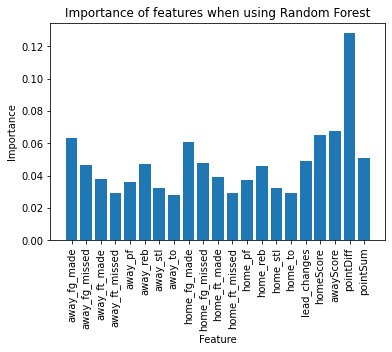 Importance of features when using Random Forest
Importance
0.12
0.10
0.08
0.06
0.04
0.02
0.00
away_fg_made
away_fg_missed
away_ft_made
away_ft_missed
away_pf
away_reb
away_stl
away_to
home_fg_made
home_fg_missed
home_ft_made
home_ft_missed
home_pf
home_reb
home_stl
home_to
lead_changes
homeScore
awayScore
pointDiff
pointSum
Feature